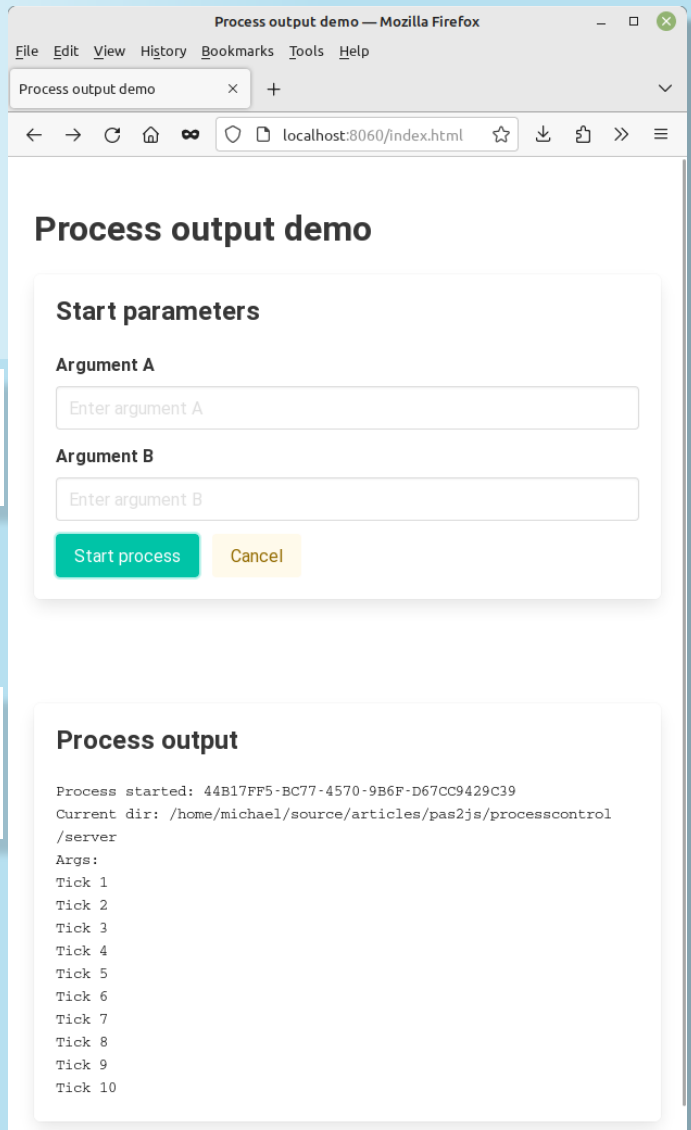 Process output demo — Mozilla Firefox
File Edit View History Bookmarks Tools Help
Process output demo
localhost:8060/index.html
Process output demo
Start parameters
Argument A
Enter argument A
Argument B
Enter argument B
Start process Cancel
Process output
Process started: 44B17FF5-BC77-4570-9B6F-D67CC9429C39
Current dir: /home/michael/source/articles/pas2js/processcontrol
/server
Args:
Tick 1
Tick 2
Tick 3
Tick 4
Tick 5
Tick 6
Tick 7
Tick 8
Tick 9
Tick 10